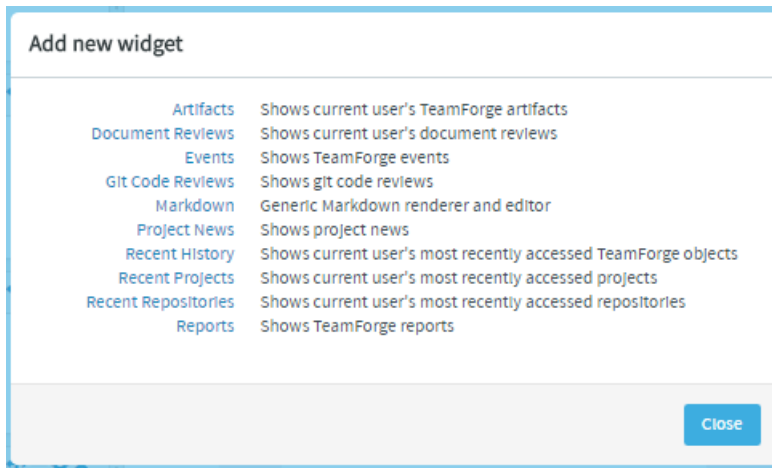 Add new widget
Artifacts Shows current user's TeamForge artifacts
Document Reviews Shows current user's document reviews
Events Shows TeamForge events
Git Code Reviews Shows git code reviews
Markdown Generic Markdown renderer and editor
Project News Shows project news
Recent History Shows current user's most recently accessed TeamForge objects
Recent Projects Shows current user's most recently accessed projects
Recent Repositories Shows current user's most recently accessed repositories
Reports Shows TeamForge reports
Close